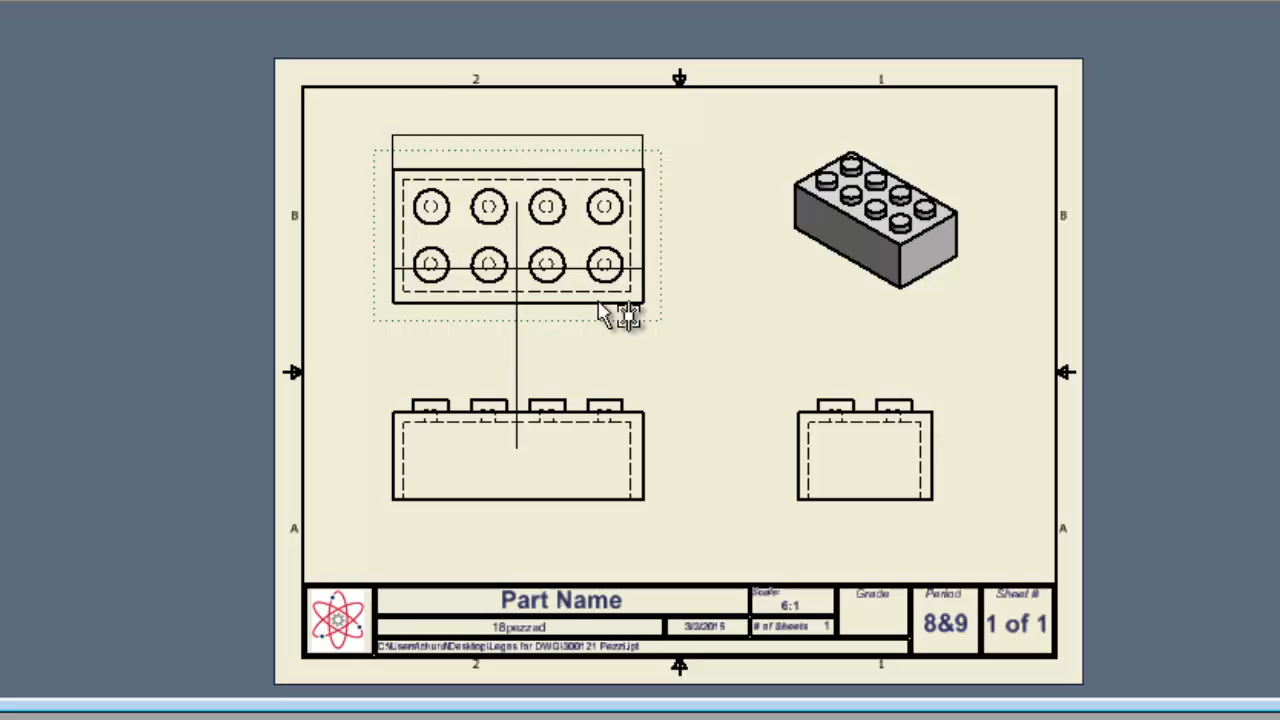 2 1
B B
A A
Part Name
Scale:
6:1
Grade
Period
8&9
Sheet #
1 of 1
18pezzad
3/2/2015
# of Sheets 1
2 1